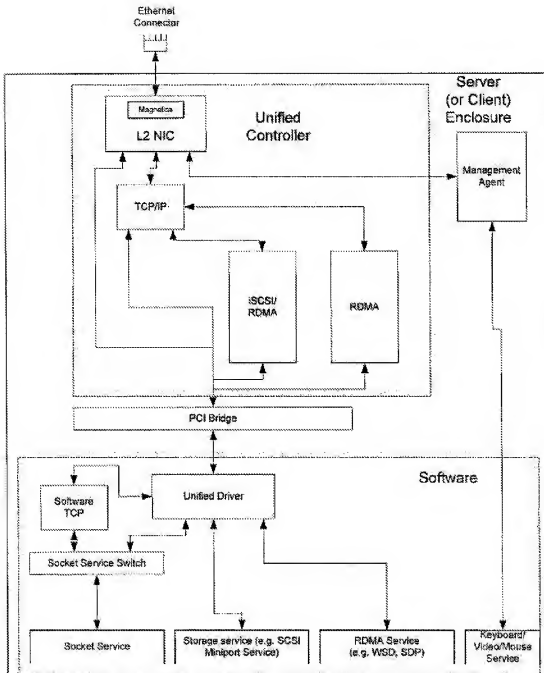 Ethernet
Connector
Server
(or Client)
Enclosure
Magnetics
L2 NIC
Unified
Controller
Management
Agent
TCP/IP
iSCSI/
RDMA
RDMA
PCI Bridge
Software
Software
TCP
Unified Driver
Socket Service Switch
Socket Service
Storage service (e.g. SCSI
Miniport Service)
RDMA Service
(e.g. WSD, SDP)
Keyboard/
Video/Mouse
Service